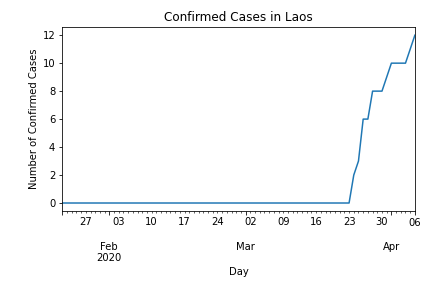 Confirmed Cases in Laos
Number of Confirmed Cases
12
10
8
6
4
2
0
27 03 10 17 24 02 09 16 23 30 06
Feb Mar Apr
2020
Day